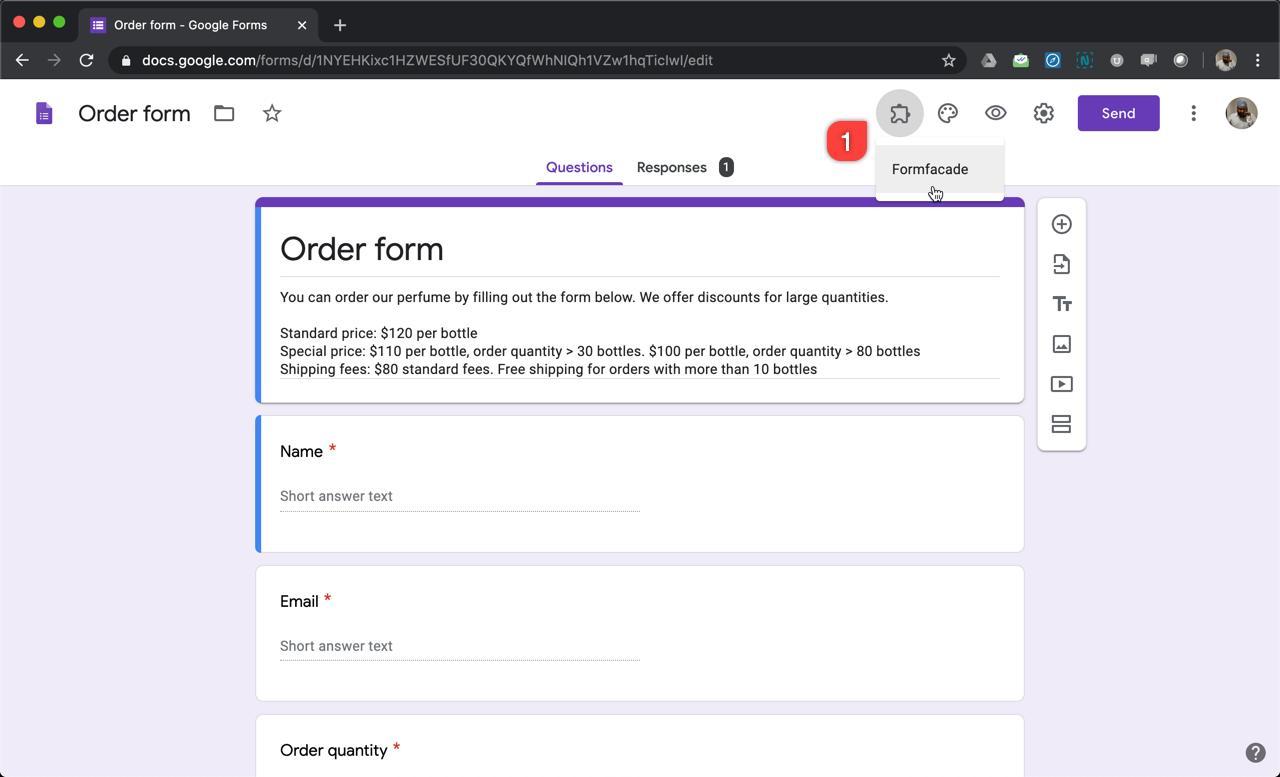 Order form - Google Forms
docs.google.com/forms/d/1NYEHKixc1HZWESfUF30QKYQfWhNIQh1VZw1hqTicIwI/edit
Order form
Send
1
Formfacade
Questions
Responses 1
Order form
You can order our perfume by filling out the form below. We offer discounts for large quantities.
Standard price: $120 per bottle
Special price: $110 per bottle, order quantity > 30 bottles. $100 per bottle, order quantity > 80 bottles
Shipping fees: $80 standard fees. Free shipping for orders with more than 10 bottles
Name *
Short answer text
Email *
Short answer text
Order quantity *